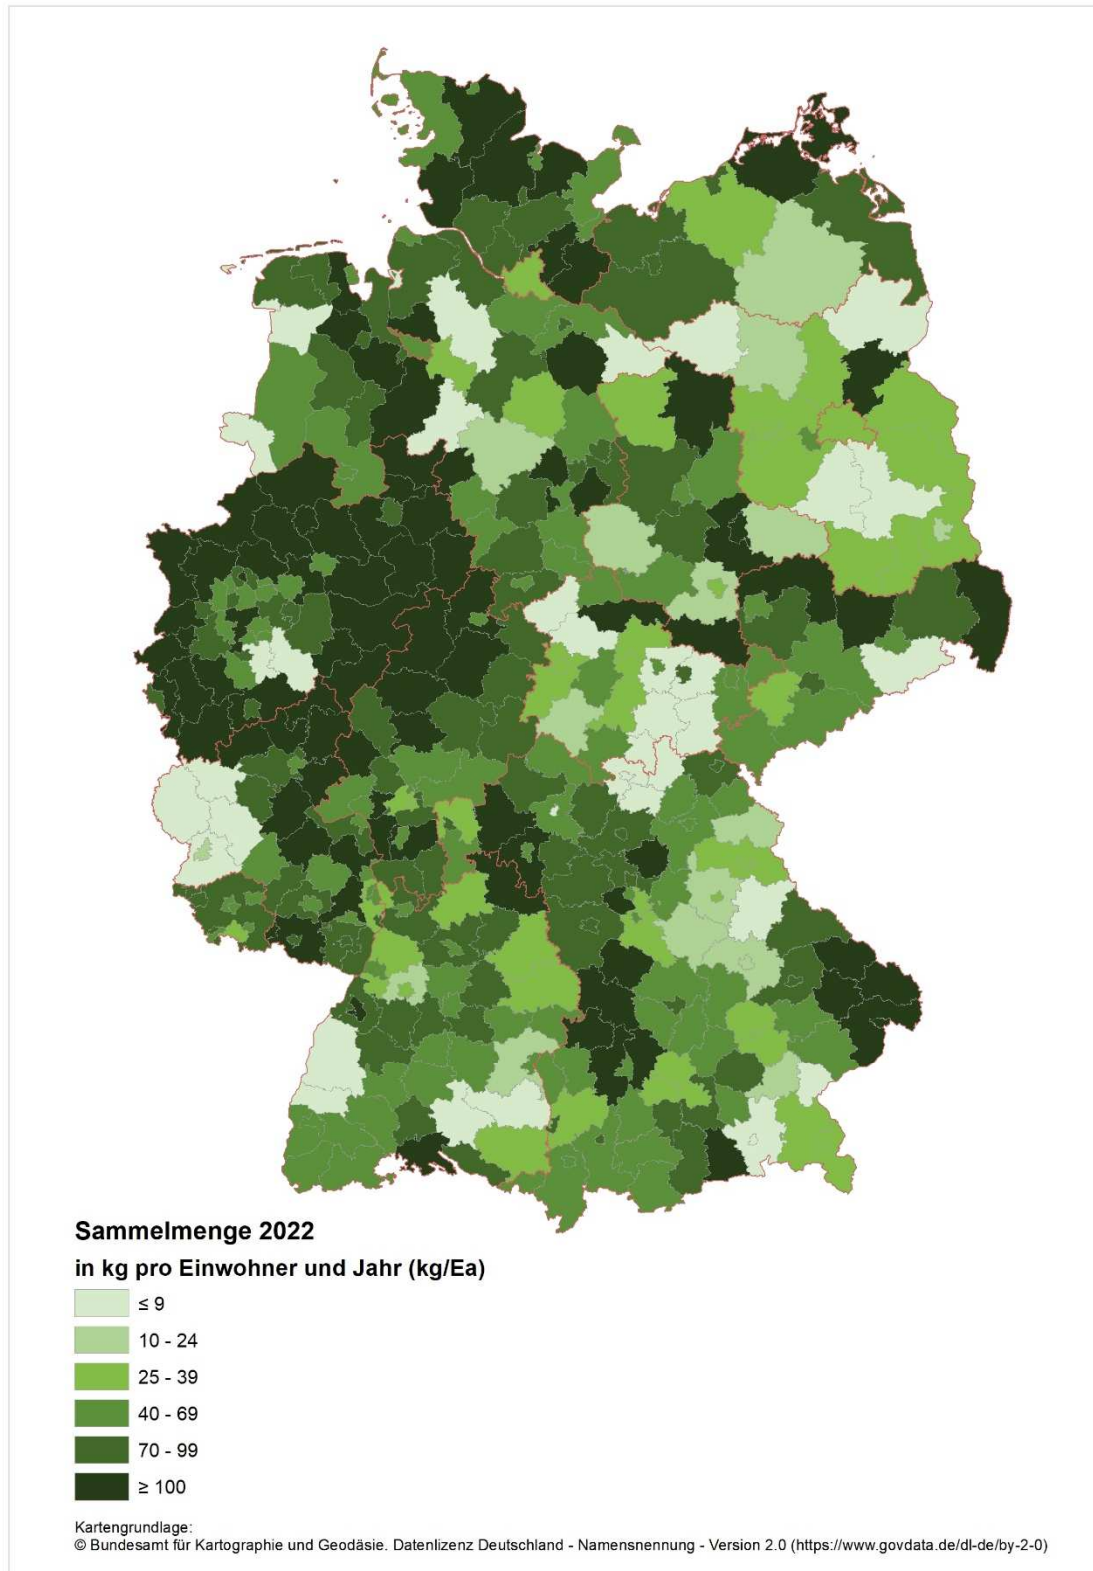 Sammelmenge 2022
in kg pro Einwohner und Jahr (kg/Ea)
≤ 9
10 - 24
25 - 39
40 - 69
70 - 99
≥ 100
Kartengrundlage:
© Bundesamt für Kartographie und Geodäsie. Datenlizenz Deutschland - Namensnennung - Version 2.0 (https://www.govdata.de/dl-de/by-2-0)